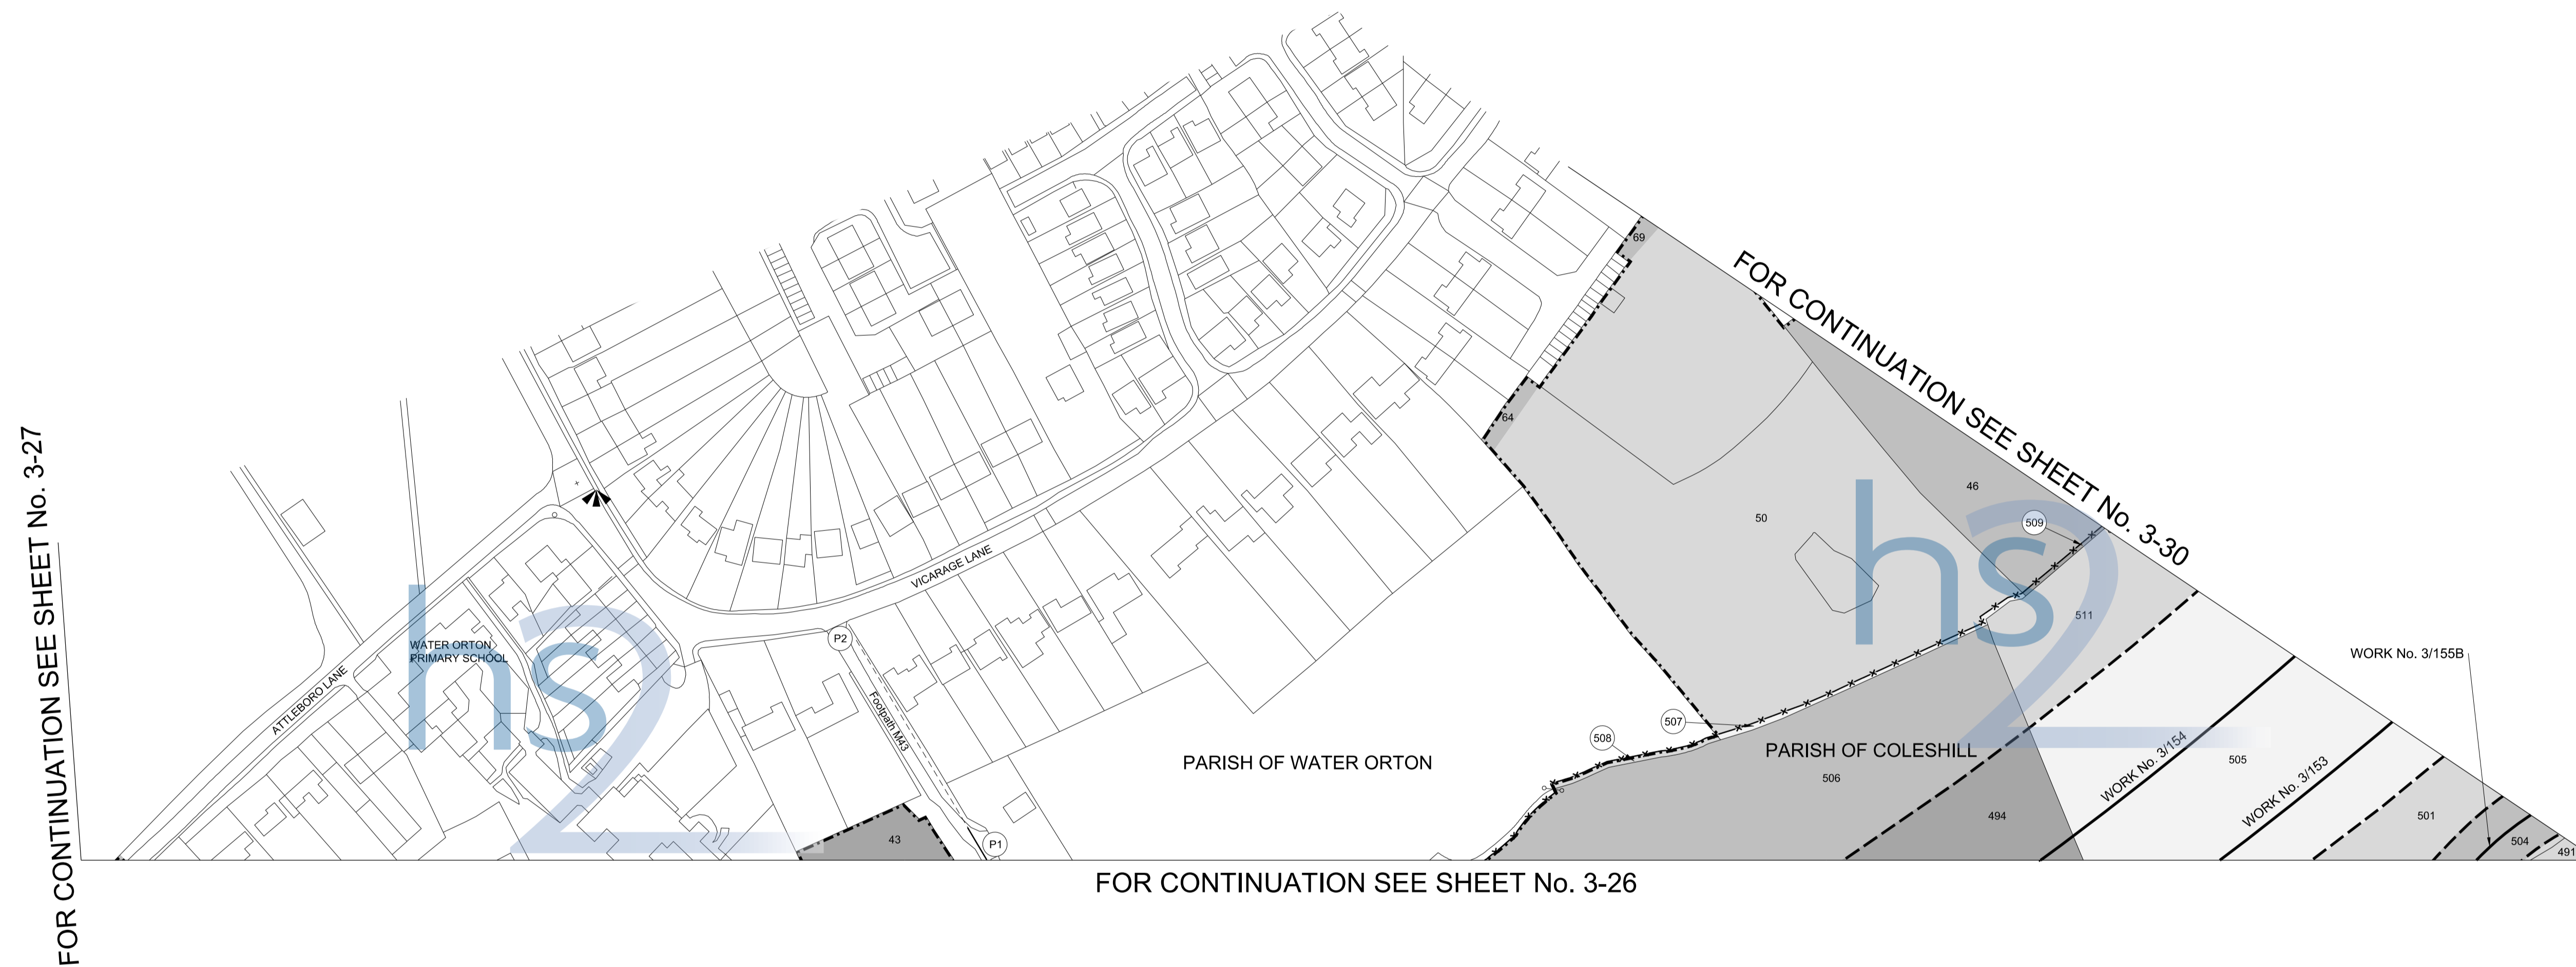 69
FOR CONTINUATION SEE SHEET No. 3-30
64
FOR CONTINUATION SEE SHEET No. 3-27
46
50
509
VICARAGE LANE
hs2
511
P2
WATER ORTON
PRIMARY SCHOOL
hs2
WORK No. 3/155B
ATTLEBORO LANE
Footpath M43
507
508
PARISH OF WATER ORTON
PARISH OF COLESHILL
506
WORK No. 3/154
505
WORK No. 3/153
494
501
43
P1
504
491
FOR CONTINUATION SEE SHEET No. 3-26